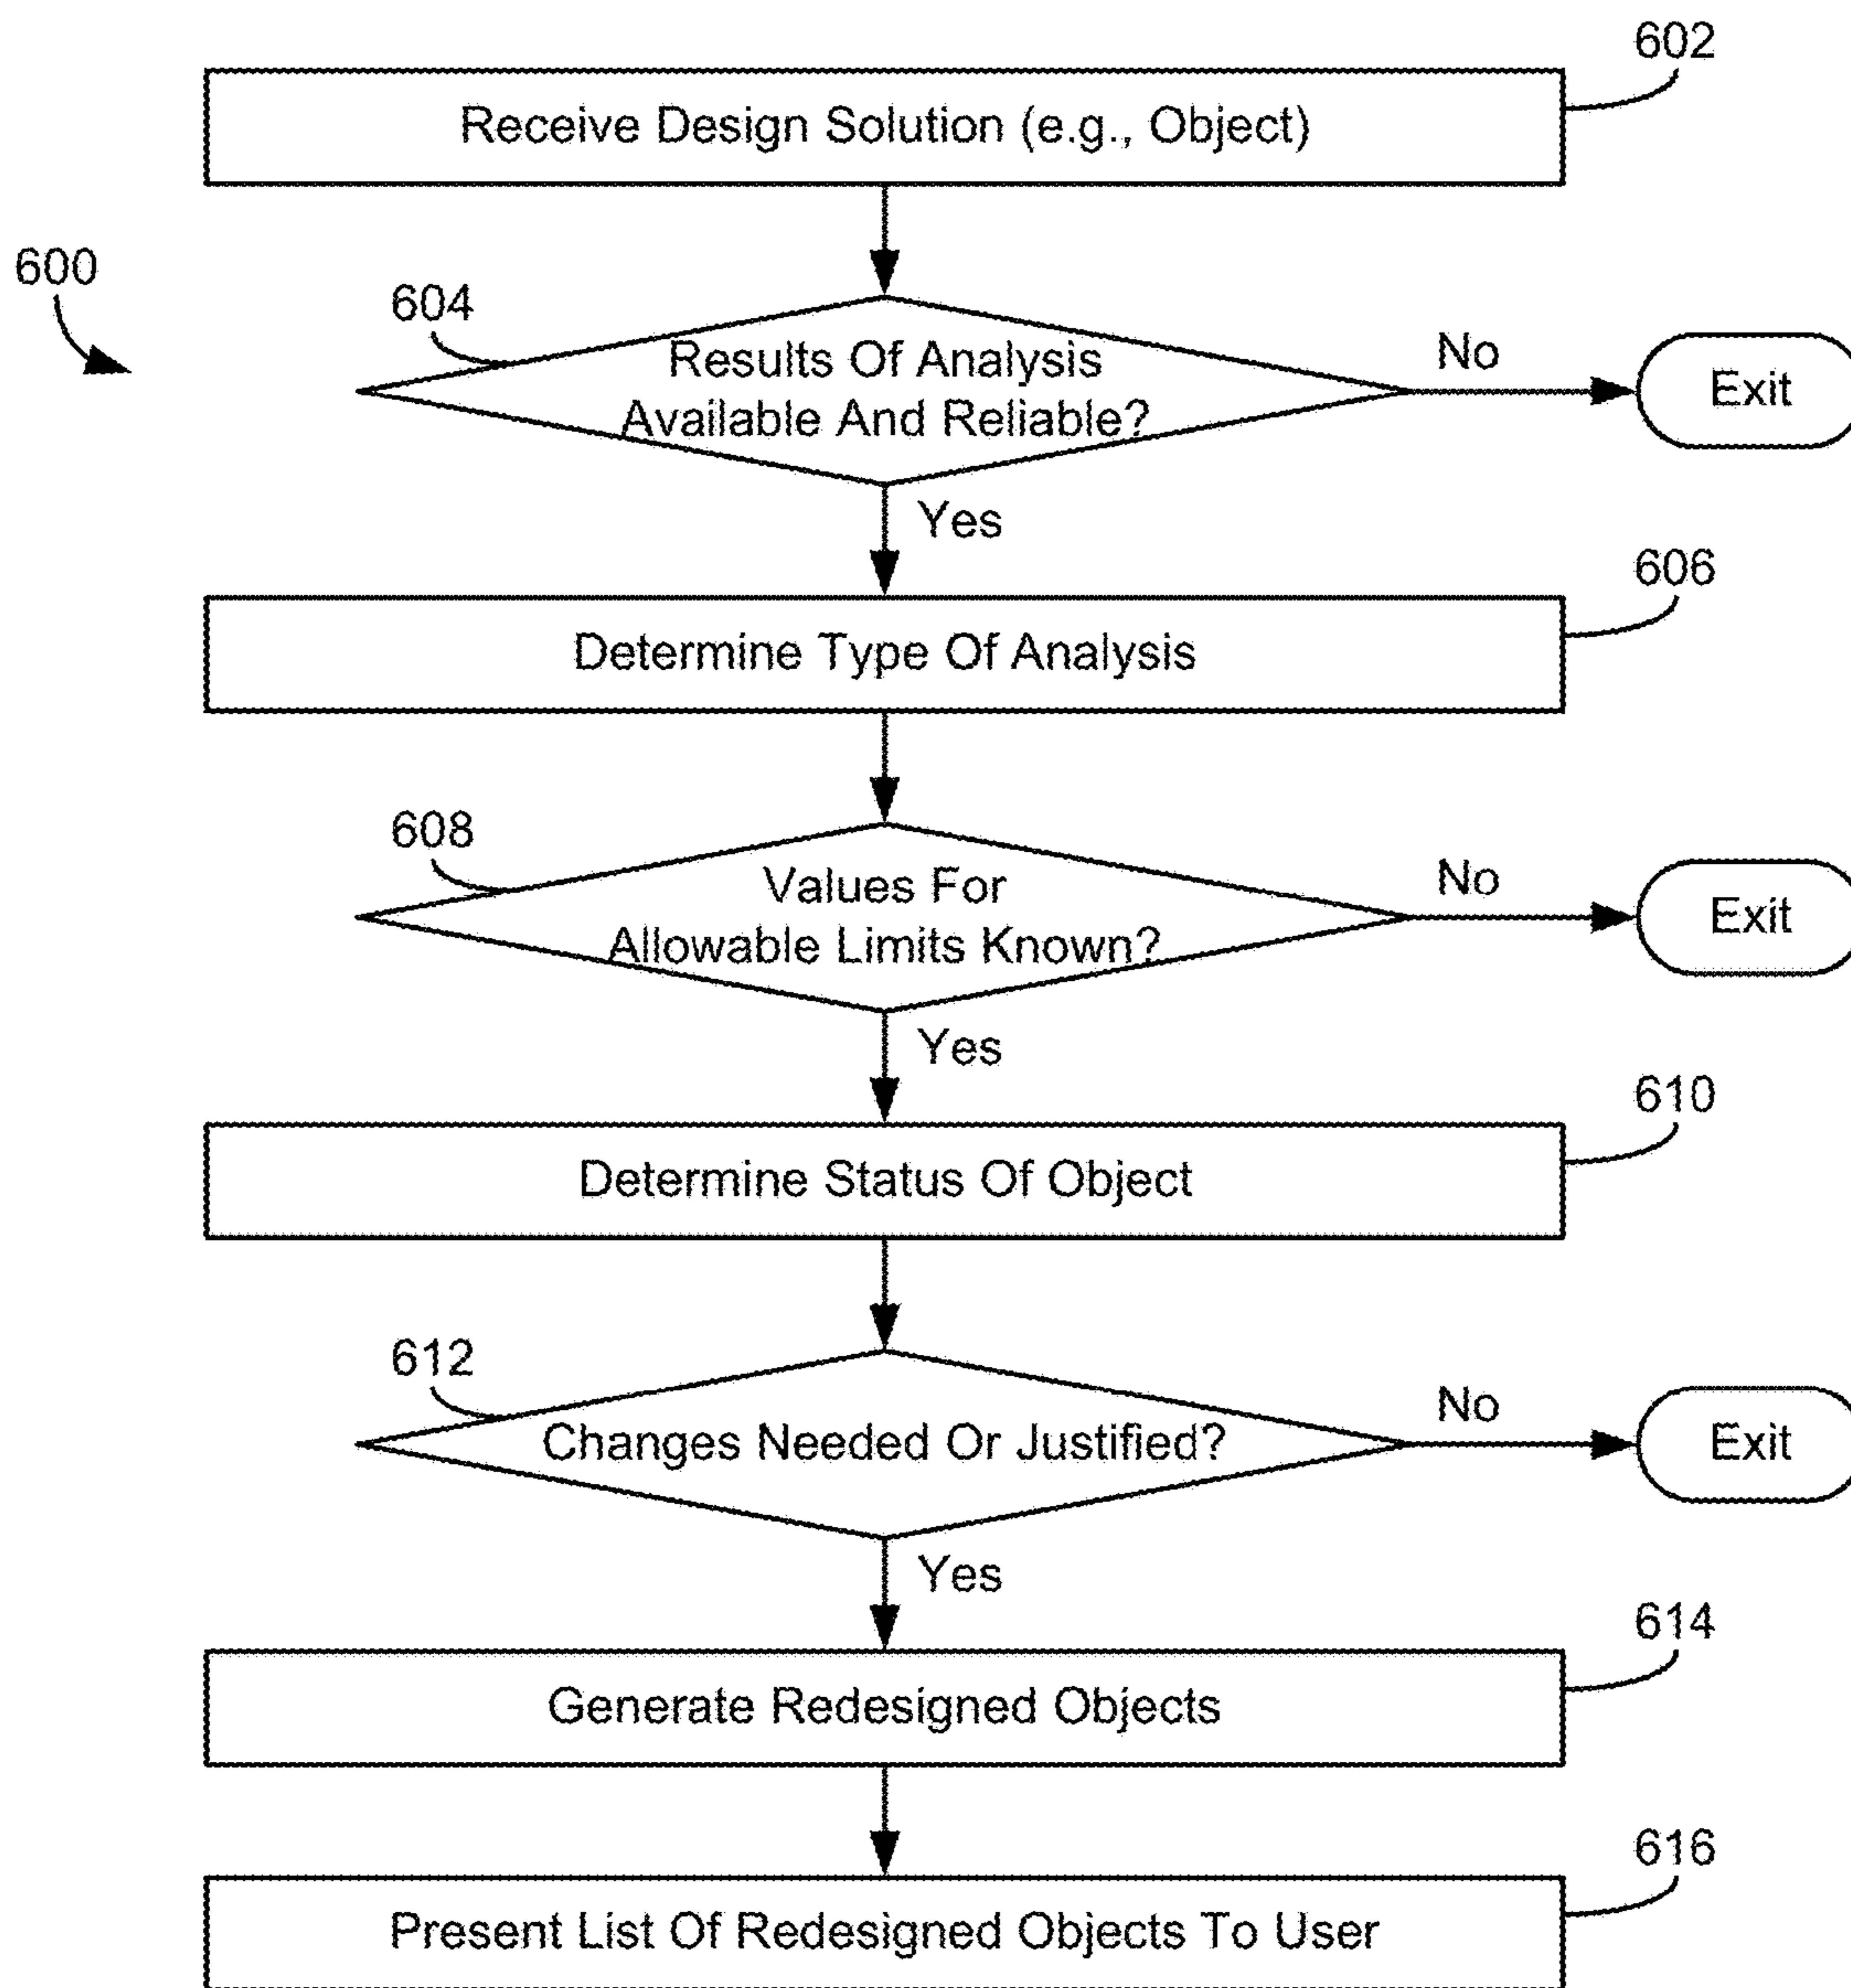 602
Receive Design Solution (e.g., Object)
600
604
Results Of Analysis
Available And Reliable?
No
Exit
Yes
606
Determine Type Of Analysis
608
Values For
Allowable Limits Known?
No
Exit
Yes
610
Determine Status Of Object
612
Changes Needed Or Justified?
No
Exit
Yes
614
Generate Redesigned Objects
616
Present List Of Redesigned Objects To User